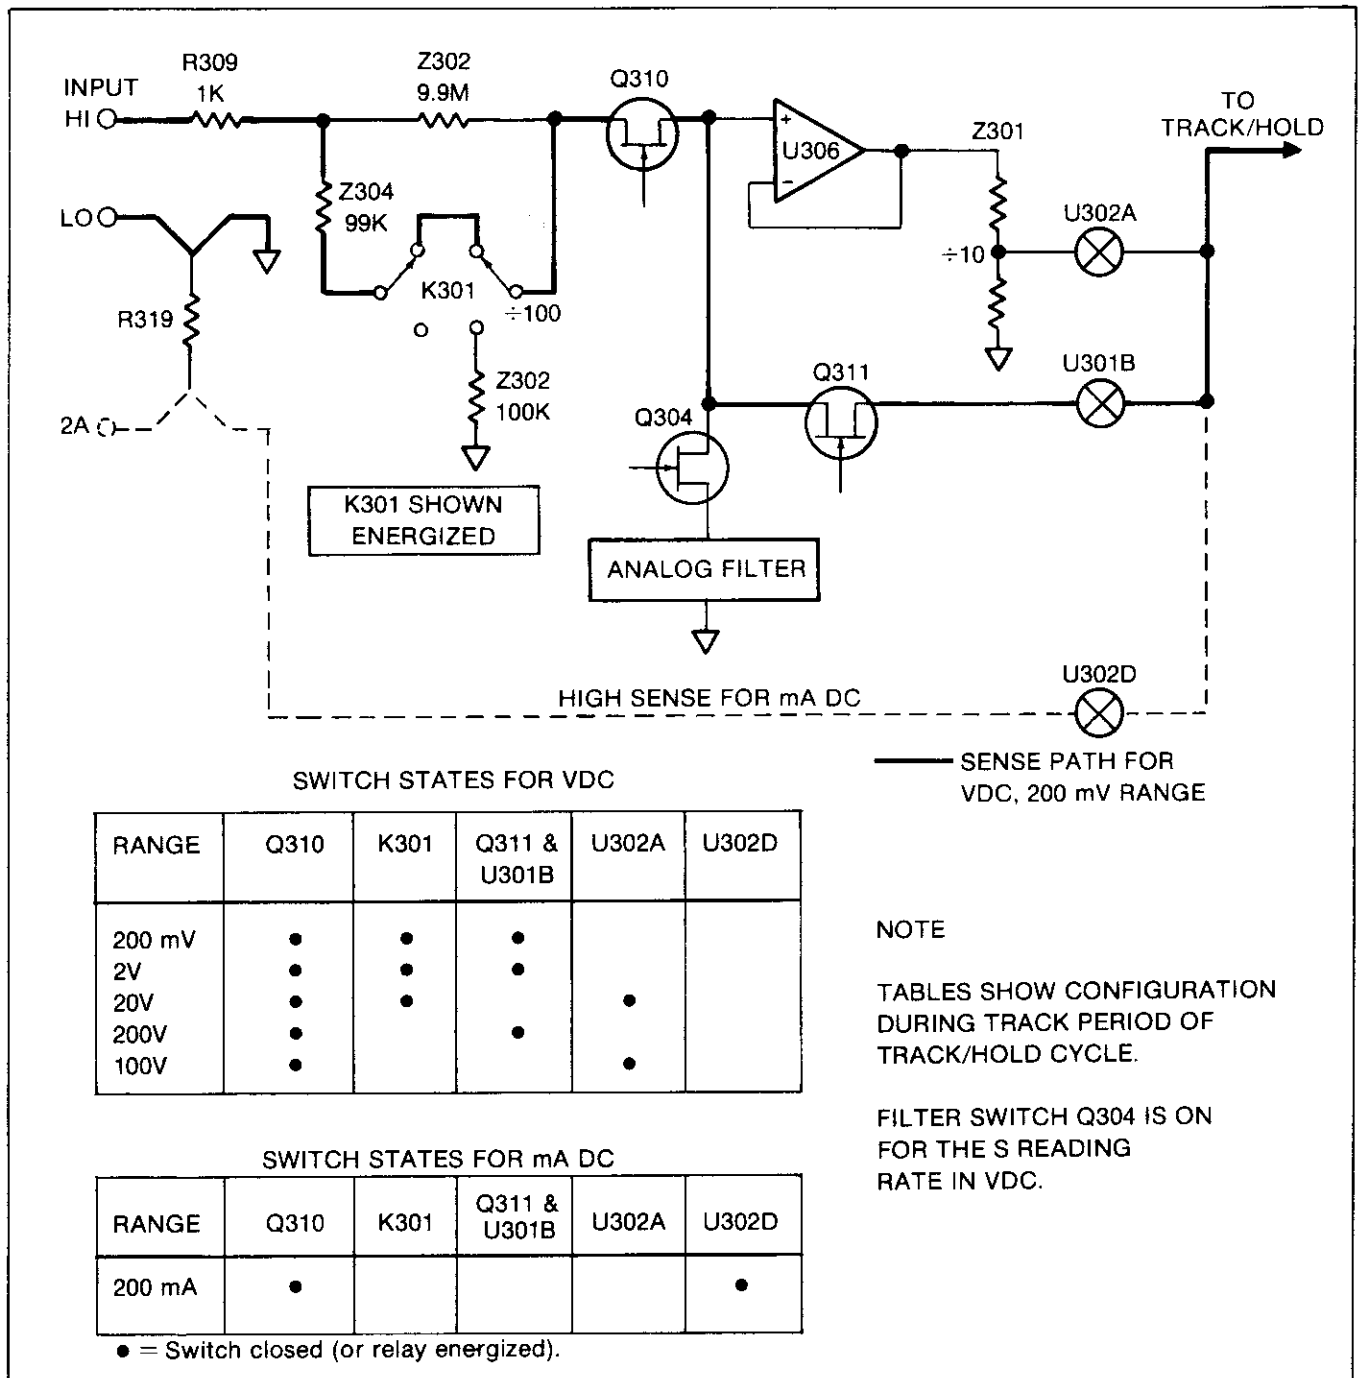 INPUT
HI
R309
1K
Z302
9.9M
Q310
Z304
99K
K301
÷100
Z302
100K
K301 SHOWN
ENERGIZED
LO
R319
2A
+
U306
−
Z301
÷10
U302A
TO
TRACK/HOLD
U301B
Q311
Q304
ANALOG FILTER
HIGH SENSE FOR mA DC
U302D
SENSE PATH FOR
VDC, 200 mV RANGE
SWITCH STATES FOR VDC
RANGE Q310 K301 Q311 & U301B U302A U302D
200 mV ● ● ●
2V ● ● ●
20V ● ● ●
200V ● ●
100V ● ●
NOTE
TABLES SHOW CONFIGURATION
DURING TRACK PERIOD OF
TRACK/HOLD CYCLE.
FILTER SWITCH Q304 IS ON
FOR THE S READING
RATE IN VDC.
SWITCH STATES FOR mA DC
RANGE Q310 K301 Q311 & U301B U302A U302D
200 mA ● ●
● = Switch closed (or relay energized).